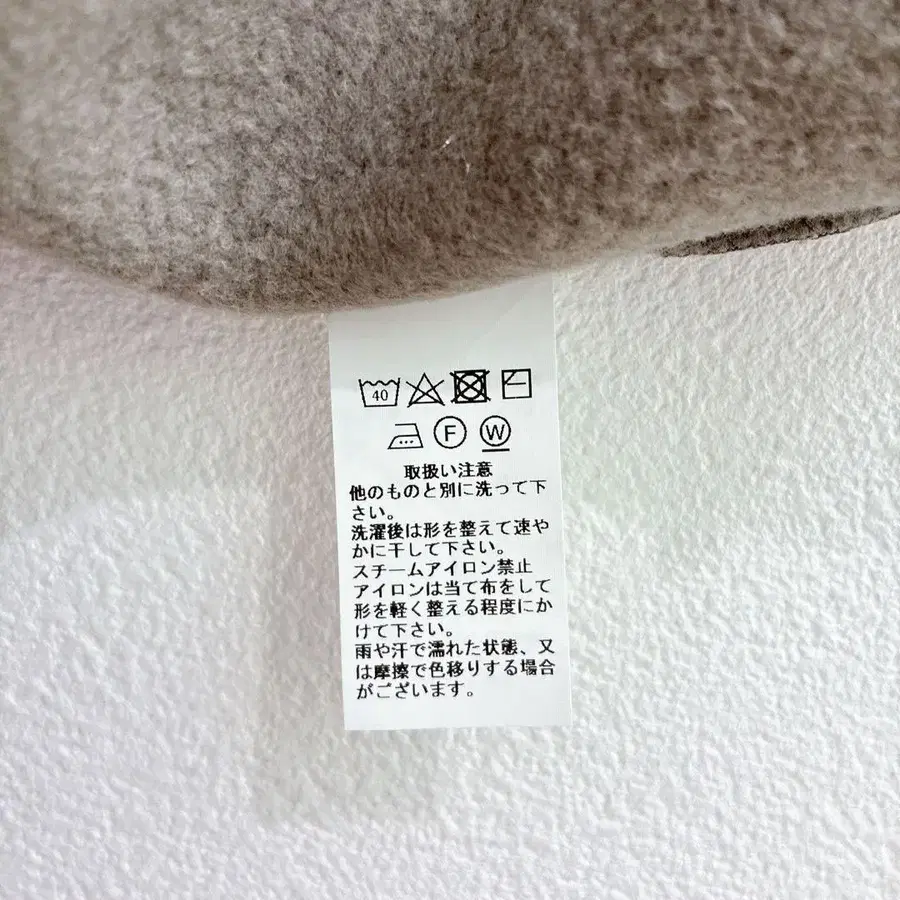 40
F W
取扱い注意
他のものと別に洗って下
さい。
洗濯後は形を整えて速や
かに干して下さい。
スチームアイロン禁止
アイロンは当て布をして
形を軽く整える程度にか
けて下さい。
雨や汗で濡れた状態、又
は摩擦で色移りする場合
がございます。